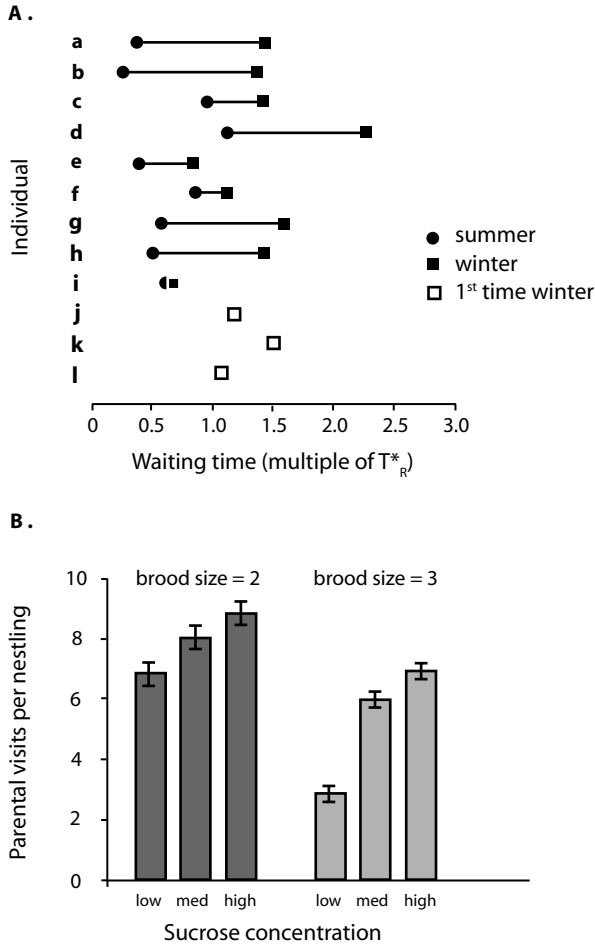 A .
a
b
c
d
e
f
g
h
i
j
k
l
Individual
summer
winter
1st time winter
0 0.5 1.0 1.5 2.0 2.5 3.0
Waiting time (multiple of T*R)
B .
brood size = 2 brood size = 3
10
8
6
4
2
0
Parental visits per nestling
low med high low med high
Sucrose concentration